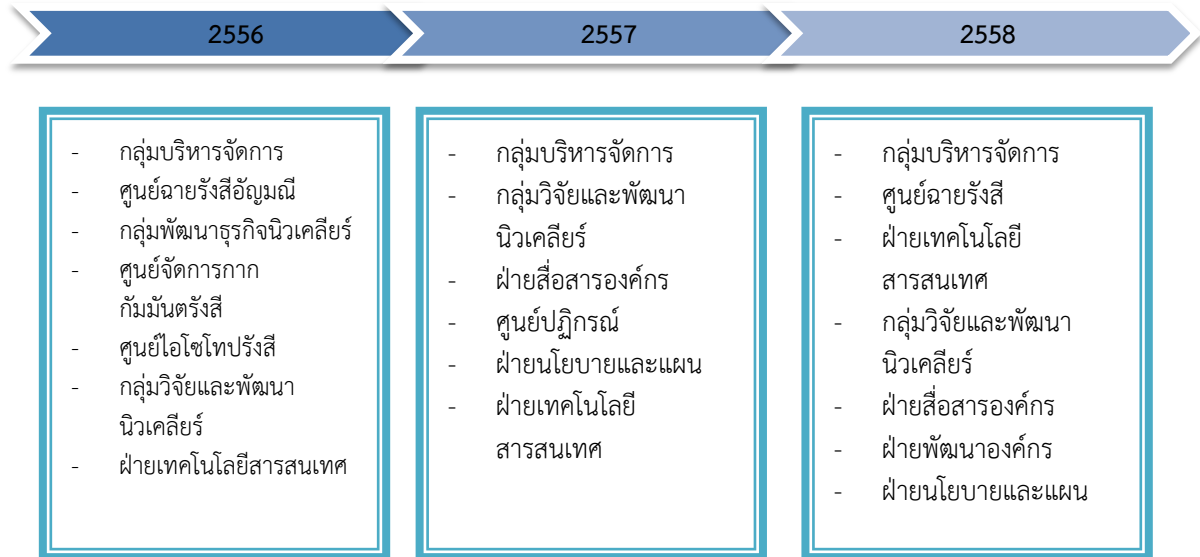 2556
2557
2558
- กลุ่มบริหารจัดการ
- ศูนย์ฉายรังสีอัญมณี
- กลุ่มพัฒนาธุรกิจนิวเคลียร์
- ศูนย์จัดการกาก
กัมมันตรังสี
- ศูนย์ไอโซโทปรังสี
- กลุ่มวิจัยและพัฒนา
นิวเคลียร์
- ฝ่ายเทคโนโลยีสารสนเทศ
- กลุ่มบริหารจัดการ
- กลุ่มวิจัยและพัฒนา
นิวเคลียร์
- ฝ่ายสื่อสารองค์กร
- ศูนย์ปฏิกรณ์
- ฝ่ายนโยบายและแผน
- ฝ่ายเทคโนโลยี
สารสนเทศ
- กลุ่มบริหารจัดการ
- ศูนย์ฉายรังสี
- ฝ่ายเทคโนโลยี
สารสนเทศ
- กลุ่มวิจัยและพัฒนา
นิวเคลียร์
- ฝ่ายสื่อสารองค์กร
- ฝ่ายพัฒนาองค์กร
- ฝ่ายนโยบายและแผน